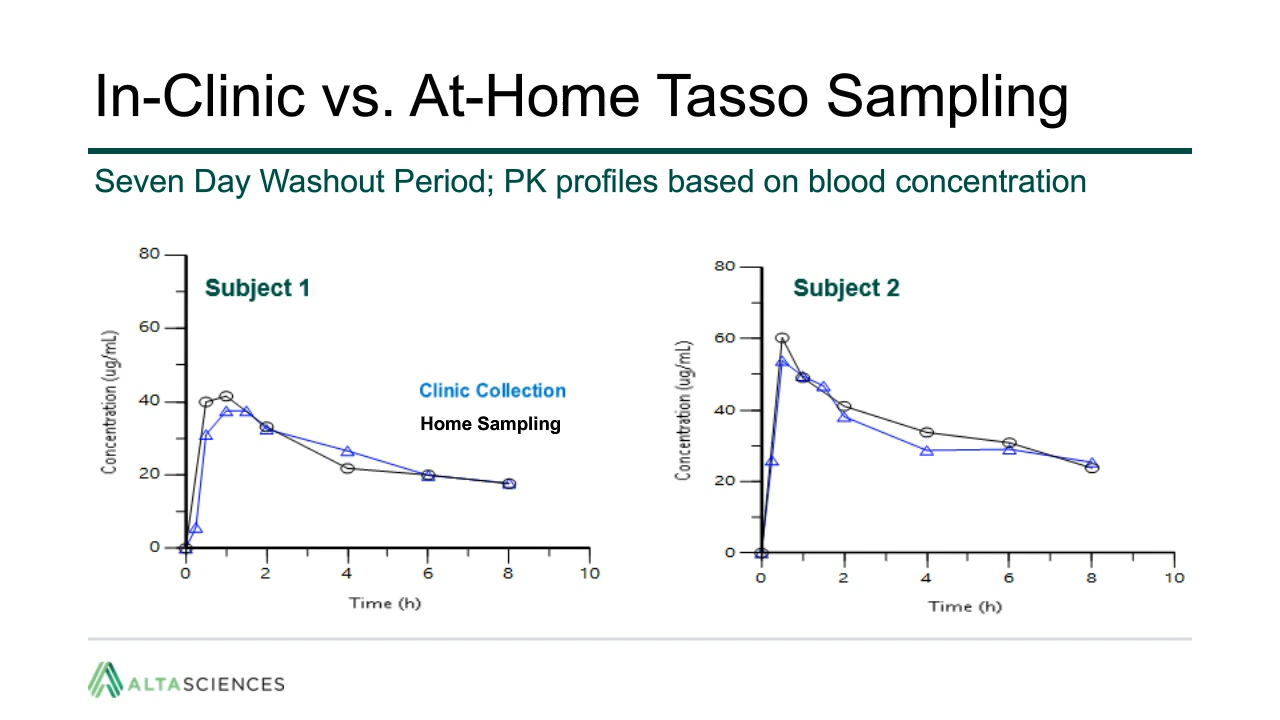 In-Clinic vs. At-Home Tasso Sampling
Seven Day Washout Period; PK profiles based on blood concentration
Subject 1
Concentration (ug/mL)
80
60
40
20
0
0 2 4 6 8 10
Time (h)
Clinic Collection
Home Sampling
Subject 2
Concentration (ug/mL)
80
60
40
20
0
0 2 4 6 8 10
Time (h)
ALTASCIENCES